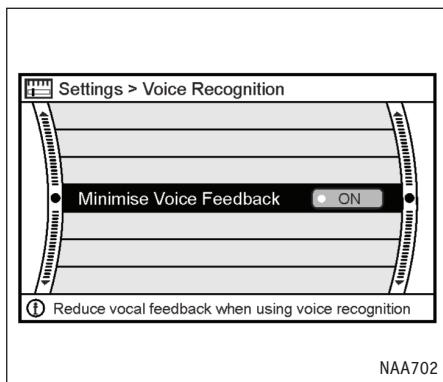 Settings > Voice Recognition
Minimise Voice Feedback ON
Reduce vocal feedback when using voice recognition
NAA702